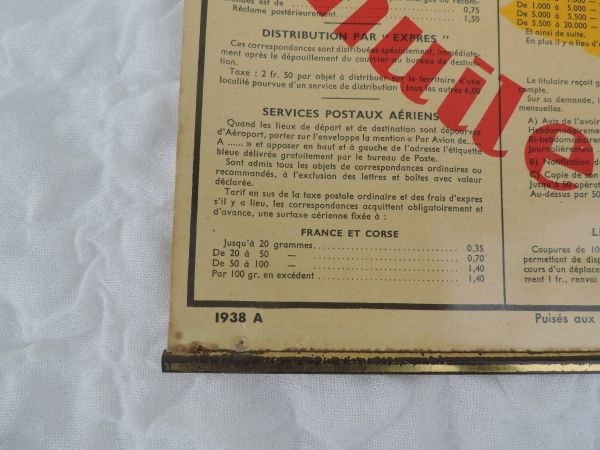 mandés est de ............... 0,75
Réclame postérieurement. .......... 1,50
DISTRIBUTION PAR " EXPRES "
Ces correspondances sont distribuées spécialement, immédiate-
ment après le dépouillement du courrier au bureau de destina-
tion.
Taxe : 2 fr. 50 par objet à distribuer sur le territoire d'une
localité pourvue d'un service de distribution : tous autres 6,00
SERVICES POSTAUX AÉRIENS
Quand les lieux de départ et de destination sont dépourvus
d'Aéroport, porter sur l'enveloppe la mention « Par Avion de.....
A ...... » et apposer en haut et à gauche de l'adresse l'étiquette
bleue délivrée gratuitement par le bureau de Poste.
Sont admis tous les objets de correspondances ordinaires ou
recommandés, à l'exclusion des lettres et boîtes avec valeur
déclarée.
Tarif en sus de la taxe postale ordinaire et des frais d'expres
s'il y a lieu, les correspondances acquittent obligatoirement et
d'avance, une surtaxe aérienne fixée à :
FRANCE ET CORSE
Jusqu'à 20 grammes.......... 0,35
De 20 à 50 — .......... 0,70
De 50 à 100 — .......... 1,40
Par 100 gr. en excédent .......... 1,40
1938 A
De 1.000 à 5.000
De 5.000 à 5.500 —
De 5.500 à 20.000 —
Et ainsi de suite.
En plus il y a lieu d'
Le titulaire reçoit
compte.
Sur sa demande, i
mensuelles.
A) Avis de l'avoir
Hebdomadairement
Bi-hebdomadaire
Journalièrement
B) Notification d
C) Copie de son
Jusqu'à 50 opérat
Au-dessus par 50
Coupures de 10
permettant de disp
cours d'un déplace
ment 1 fr., renvoi
Puisés aux
huile